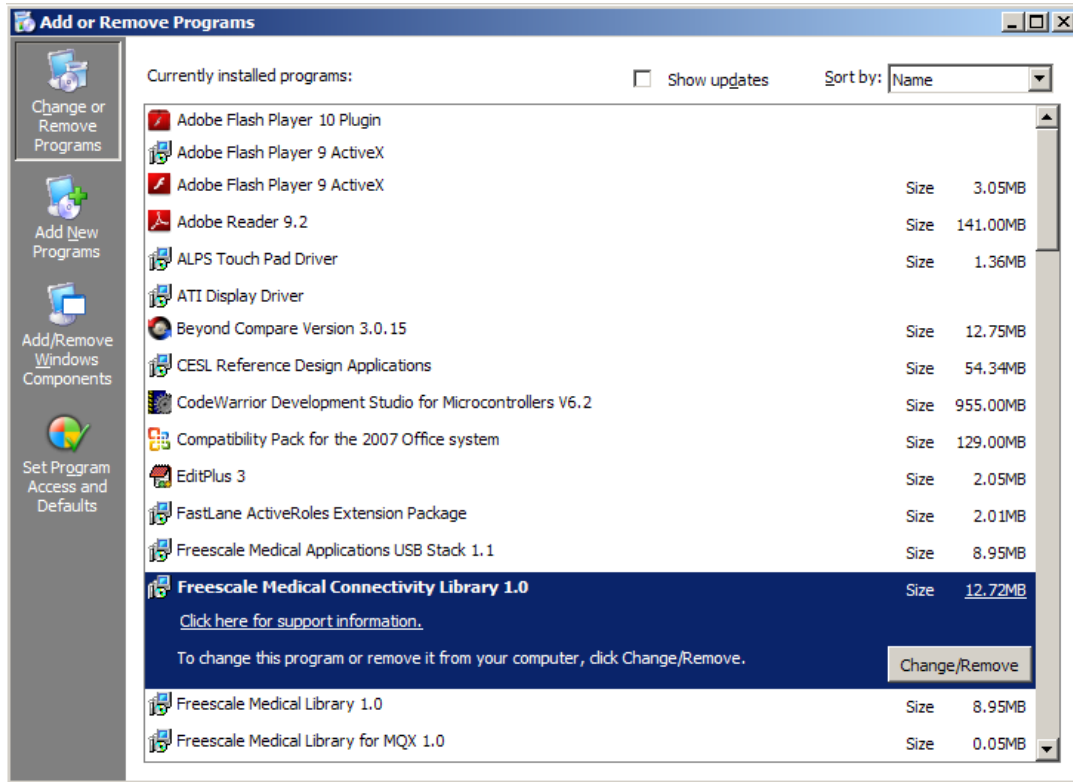 Add or Remove Programs
Change or
Remove
Programs
Add New
Programs
Add/Remove
Windows
Components
Set Program
Access and
Defaults
Currently installed programs: Show updates Sort by: Name
Adobe Flash Player 10 Plugin
Adobe Flash Player 9 ActiveX
Adobe Flash Player 9 ActiveX Size 3.05MB
Adobe Reader 9.2 Size 141.00MB
ALPS Touch Pad Driver Size 1.36MB
ATI Display Driver
Beyond Compare Version 3.0.15 Size 12.75MB
CESL Reference Design Applications Size 54.34MB
CodeWarrior Development Studio for Microcontrollers V6.2 Size 955.00MB
Compatibility Pack for the 2007 Office system Size 129.00MB
EditPlus 3 Size 2.05MB
FastLane ActiveRoles Extension Package Size 2.01MB
Freescale Medical Applications USB Stack 1.1 Size 8.95MB
Freescale Medical Connectivity Library 1.0 Size 12.72MB
Click here for support information.
To change this program or remove it from your computer, click Change/Remove. Change/Remove
Freescale Medical Library 1.0 Size 8.95MB
Freescale Medical Library for MQX 1.0 Size 0.05MB